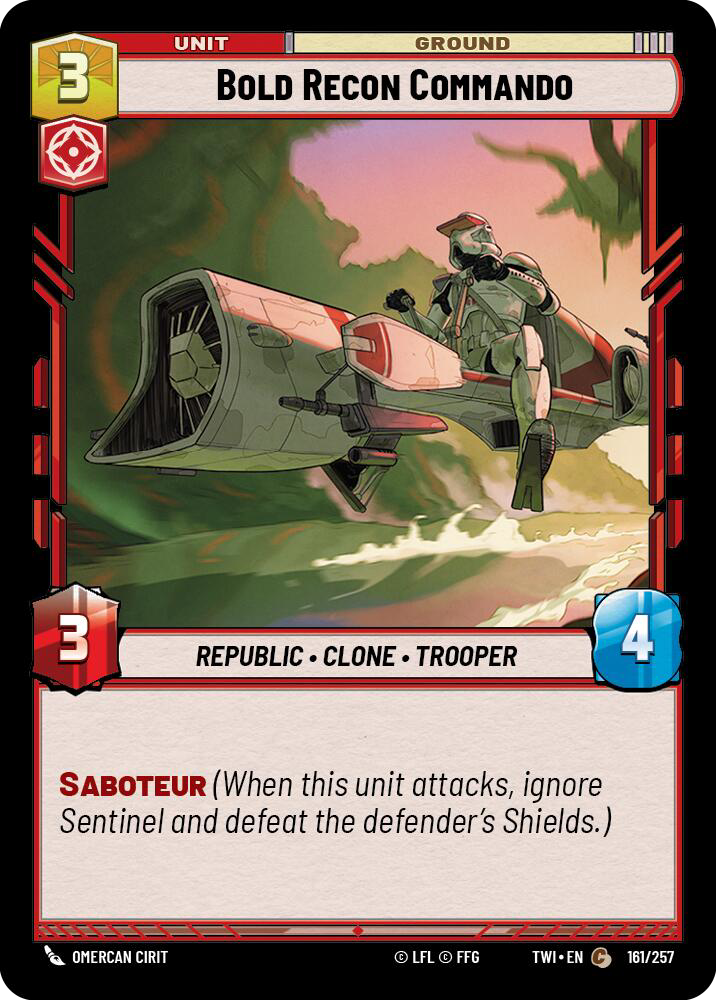 UNIT
GROUND
3
BOLD RECON COMMANDO
3
REPUBLIC • CLONE • TROOPER
4
SABOTEUR (When this unit attacks, ignore
Sentinel and defeat the defender's Shields.)
OMERCAN CIRIT
© LFL © FFG
TWI • EN C 161/257